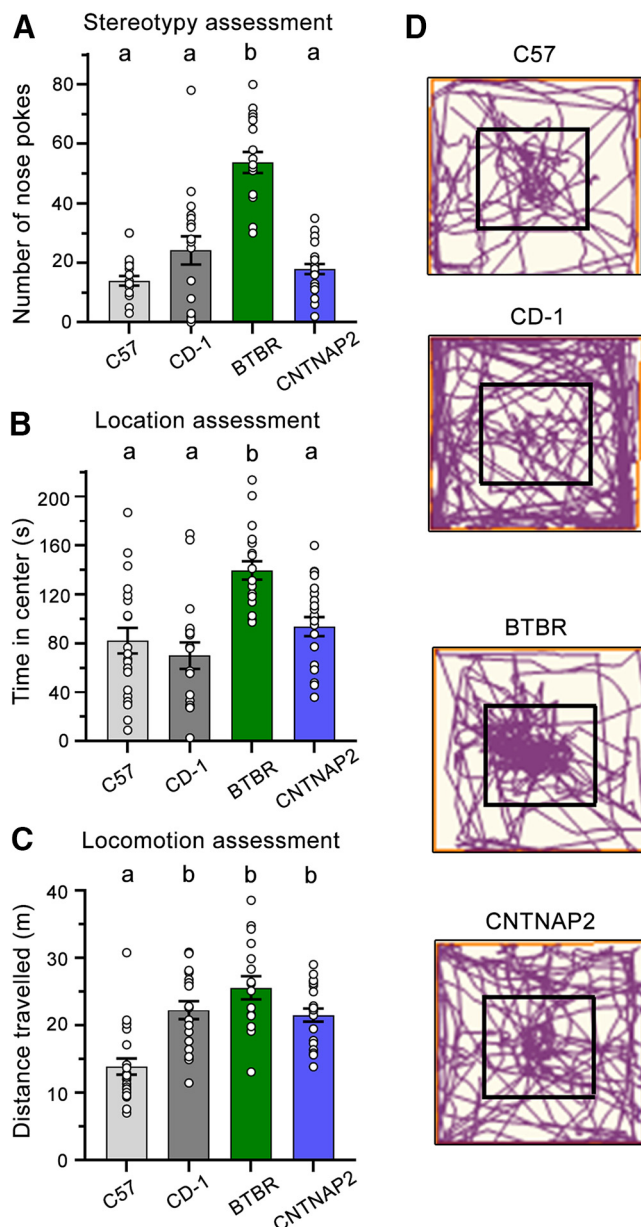 A
Stereotypy assessment
a a b a
Number of nose pokes
80
60
40
20
0
C57 CD-1 BTBR CNTNAP2
B
Location assessment
a a b a
Time in center (s)
200
160
120
80
40
0
C57 CD-1 BTBR CNTNAP2
C
Locomotion assessment
a b b b
Distance travelled (m)
40
30
20
10
0
C57 CD-1 BTBR CNTNAP2
D
C57
CD-1
BTBR
CNTNAP2